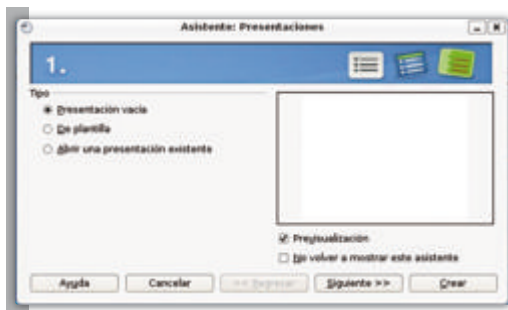 Asistente: Presentaciones
1.
Tipo
Presentación vacía
De plantilla
Abrir una presentación existente
Previsualización
No volver a mostrar este asistente
Ayuda Cancelar << Regresar Siguiente >> Crear